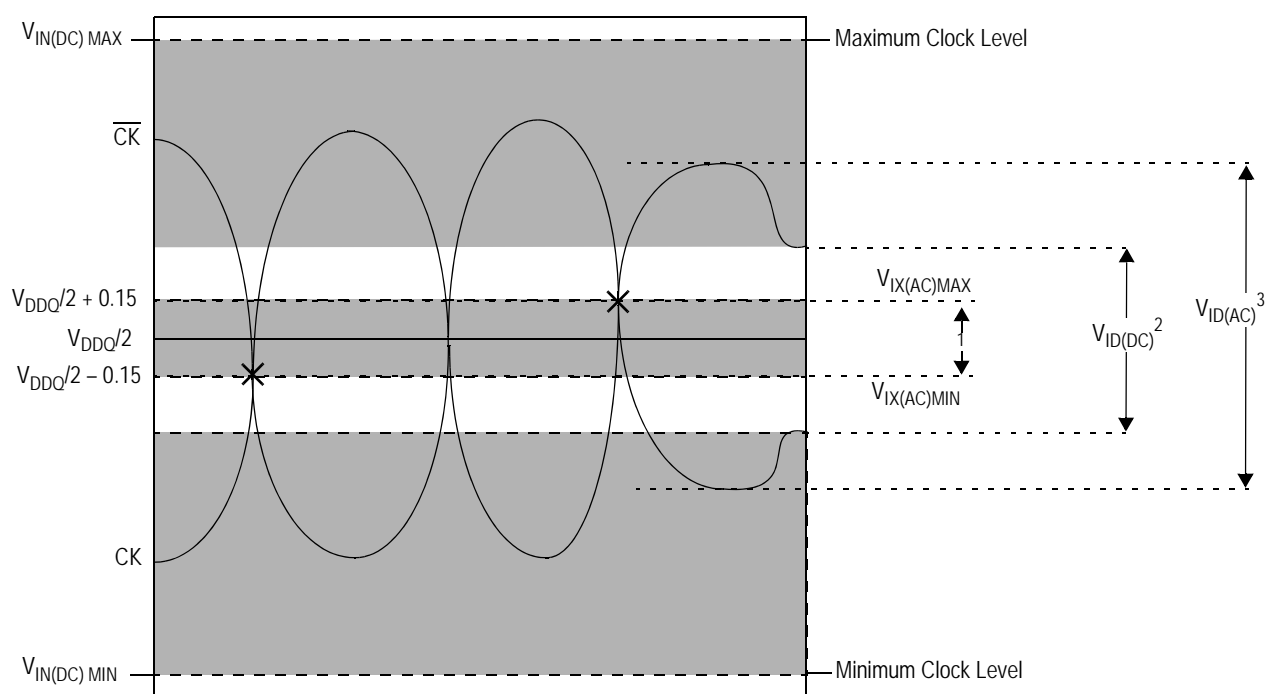 V_IN(DC) MAX
Maximum Clock Level
C̅K̅
V_DDQ/2 + 0.15
V_IX(AC)MAX
V_ID(AC)³
V_DDQ/2
1
V_ID(DC)²
V_DDQ/2 – 0.15
V_IX(AC)MIN
CK
V_IN(DC) MIN
Minimum Clock Level